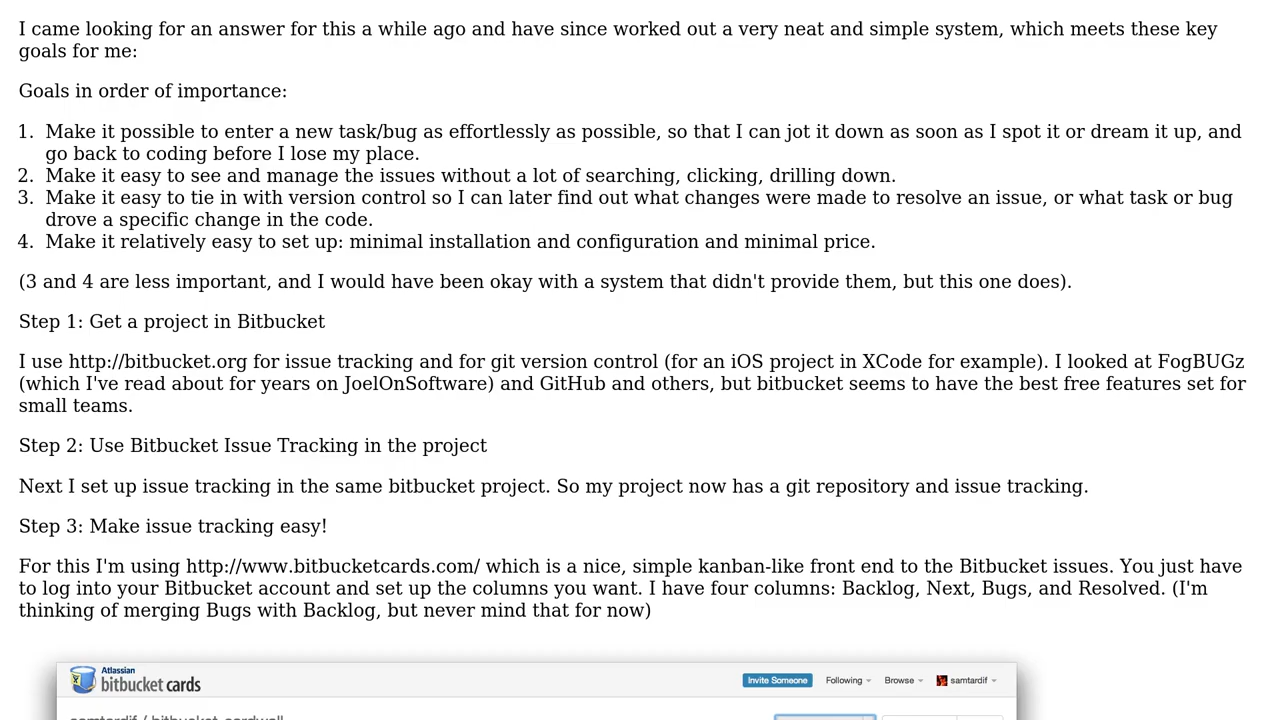 I came looking for an answer for this a while ago and have since worked out a very neat and simple system, which meets these key
goals for me:
Goals in order of importance:
1. Make it possible to enter a new task/bug as effortlessly as possible, so that I can jot it down as soon as I spot it or dream it up, and
go back to coding before I lose my place.
2. Make it easy to see and manage the issues without a lot of searching, clicking, drilling down.
3. Make it easy to tie in with version control so I can later find out what changes were made to resolve an issue, or what task or bug
drove a specific change in the code.
4. Make it relatively easy to set up: minimal installation and configuration and minimal price.
(3 and 4 are less important, and I would have been okay with a system that didn't provide them, but this one does).
Step 1: Get a project in Bitbucket
I use http://bitbucket.org for issue tracking and for git version control (for an iOS project in XCode for example). I looked at FogBUGz
(which I've read about for years on JoelOnSoftware) and GitHub and others, but bitbucket seems to have the best free features set for
small teams.
Step 2: Use Bitbucket Issue Tracking in the project
Next I set up issue tracking in the same bitbucket project. So my project now has a git repository and issue tracking.
Step 3: Make issue tracking easy!
For this I'm using http://www.bitbucketcards.com/ which is a nice, simple kanban-like front end to the Bitbucket issues. You just have
to log into your Bitbucket account and set up the columns you want. I have four columns: Backlog, Next, Bugs, and Resolved. (I'm
thinking of merging Bugs with Backlog, but never mind that for now)
Atlassian
bitbucket cards Invite Someone Following Browse samtardif
samtardif / bitbucket-cardwall